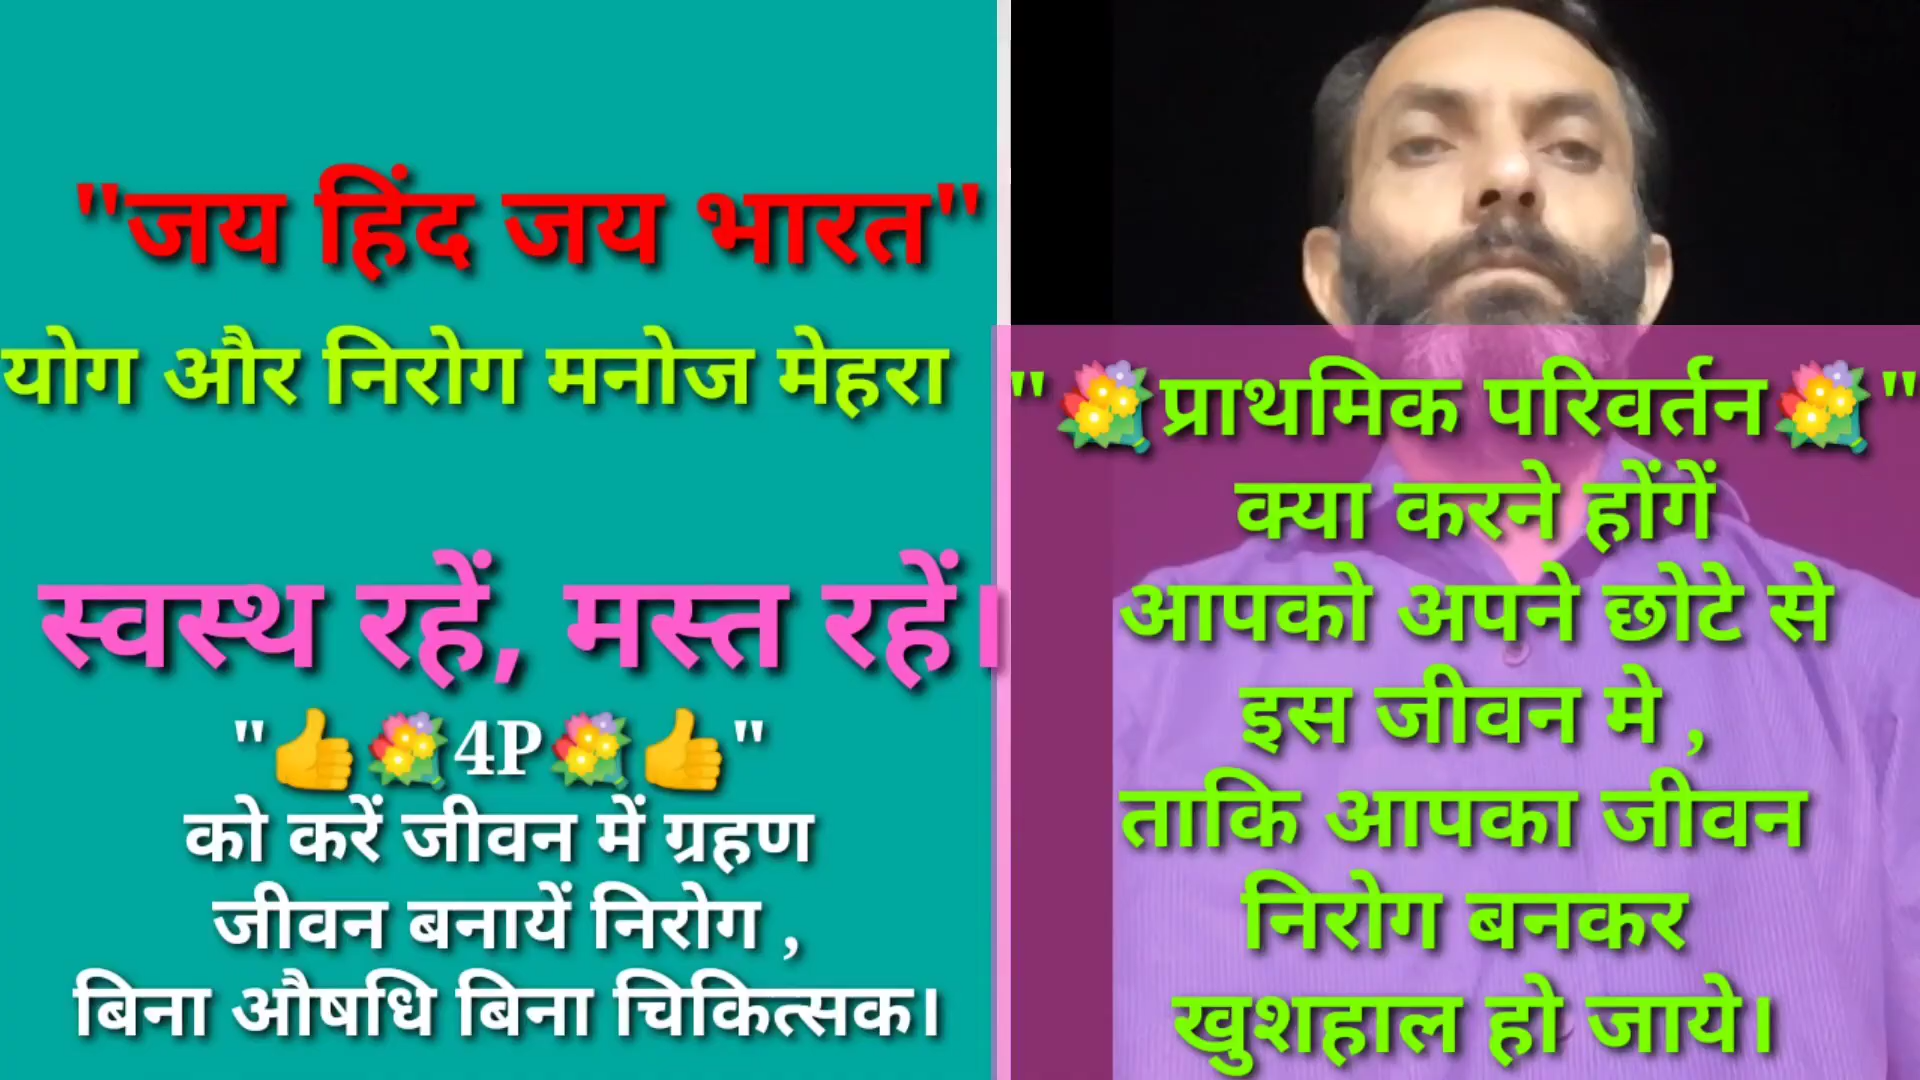 "जय हिंद जय भारत"
योग और निरोग मनोज मेहरा
स्वस्थ रहें, मस्त रहें।
"👍💐4P💐👍"
को करें जीवन में ग्रहण
जीवन बनायें निरोग ,
बिना औषधि बिना चिकित्सक।
"💐प्राथमिक परिवर्तन💐"
क्या करने होंगें
आपको अपने छोटे से
इस जीवन मे ,
ताकि आपका जीवन
निरोग बनकर
खुशहाल हो जाये।